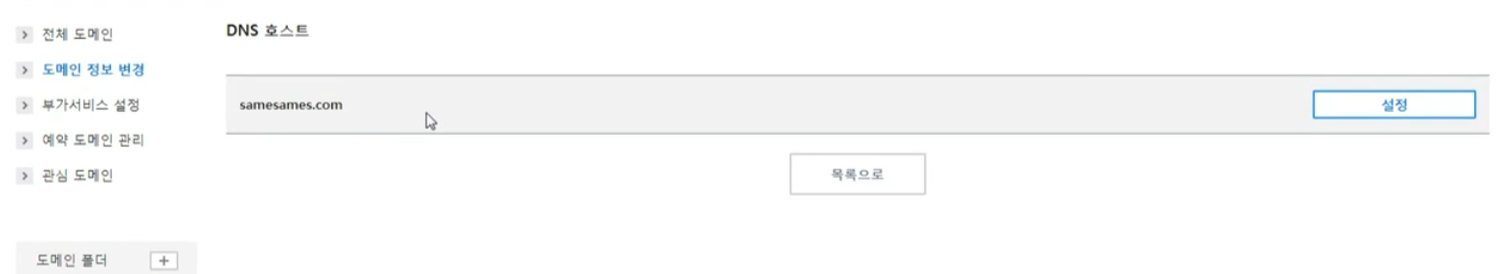 전체 도메인
도메인 정보 변경
부가서비스 설정
예약 도메인 관리
관심 도메인
도메인 폴더 +
DNS 호스트
samesames.com 설정
목록으로